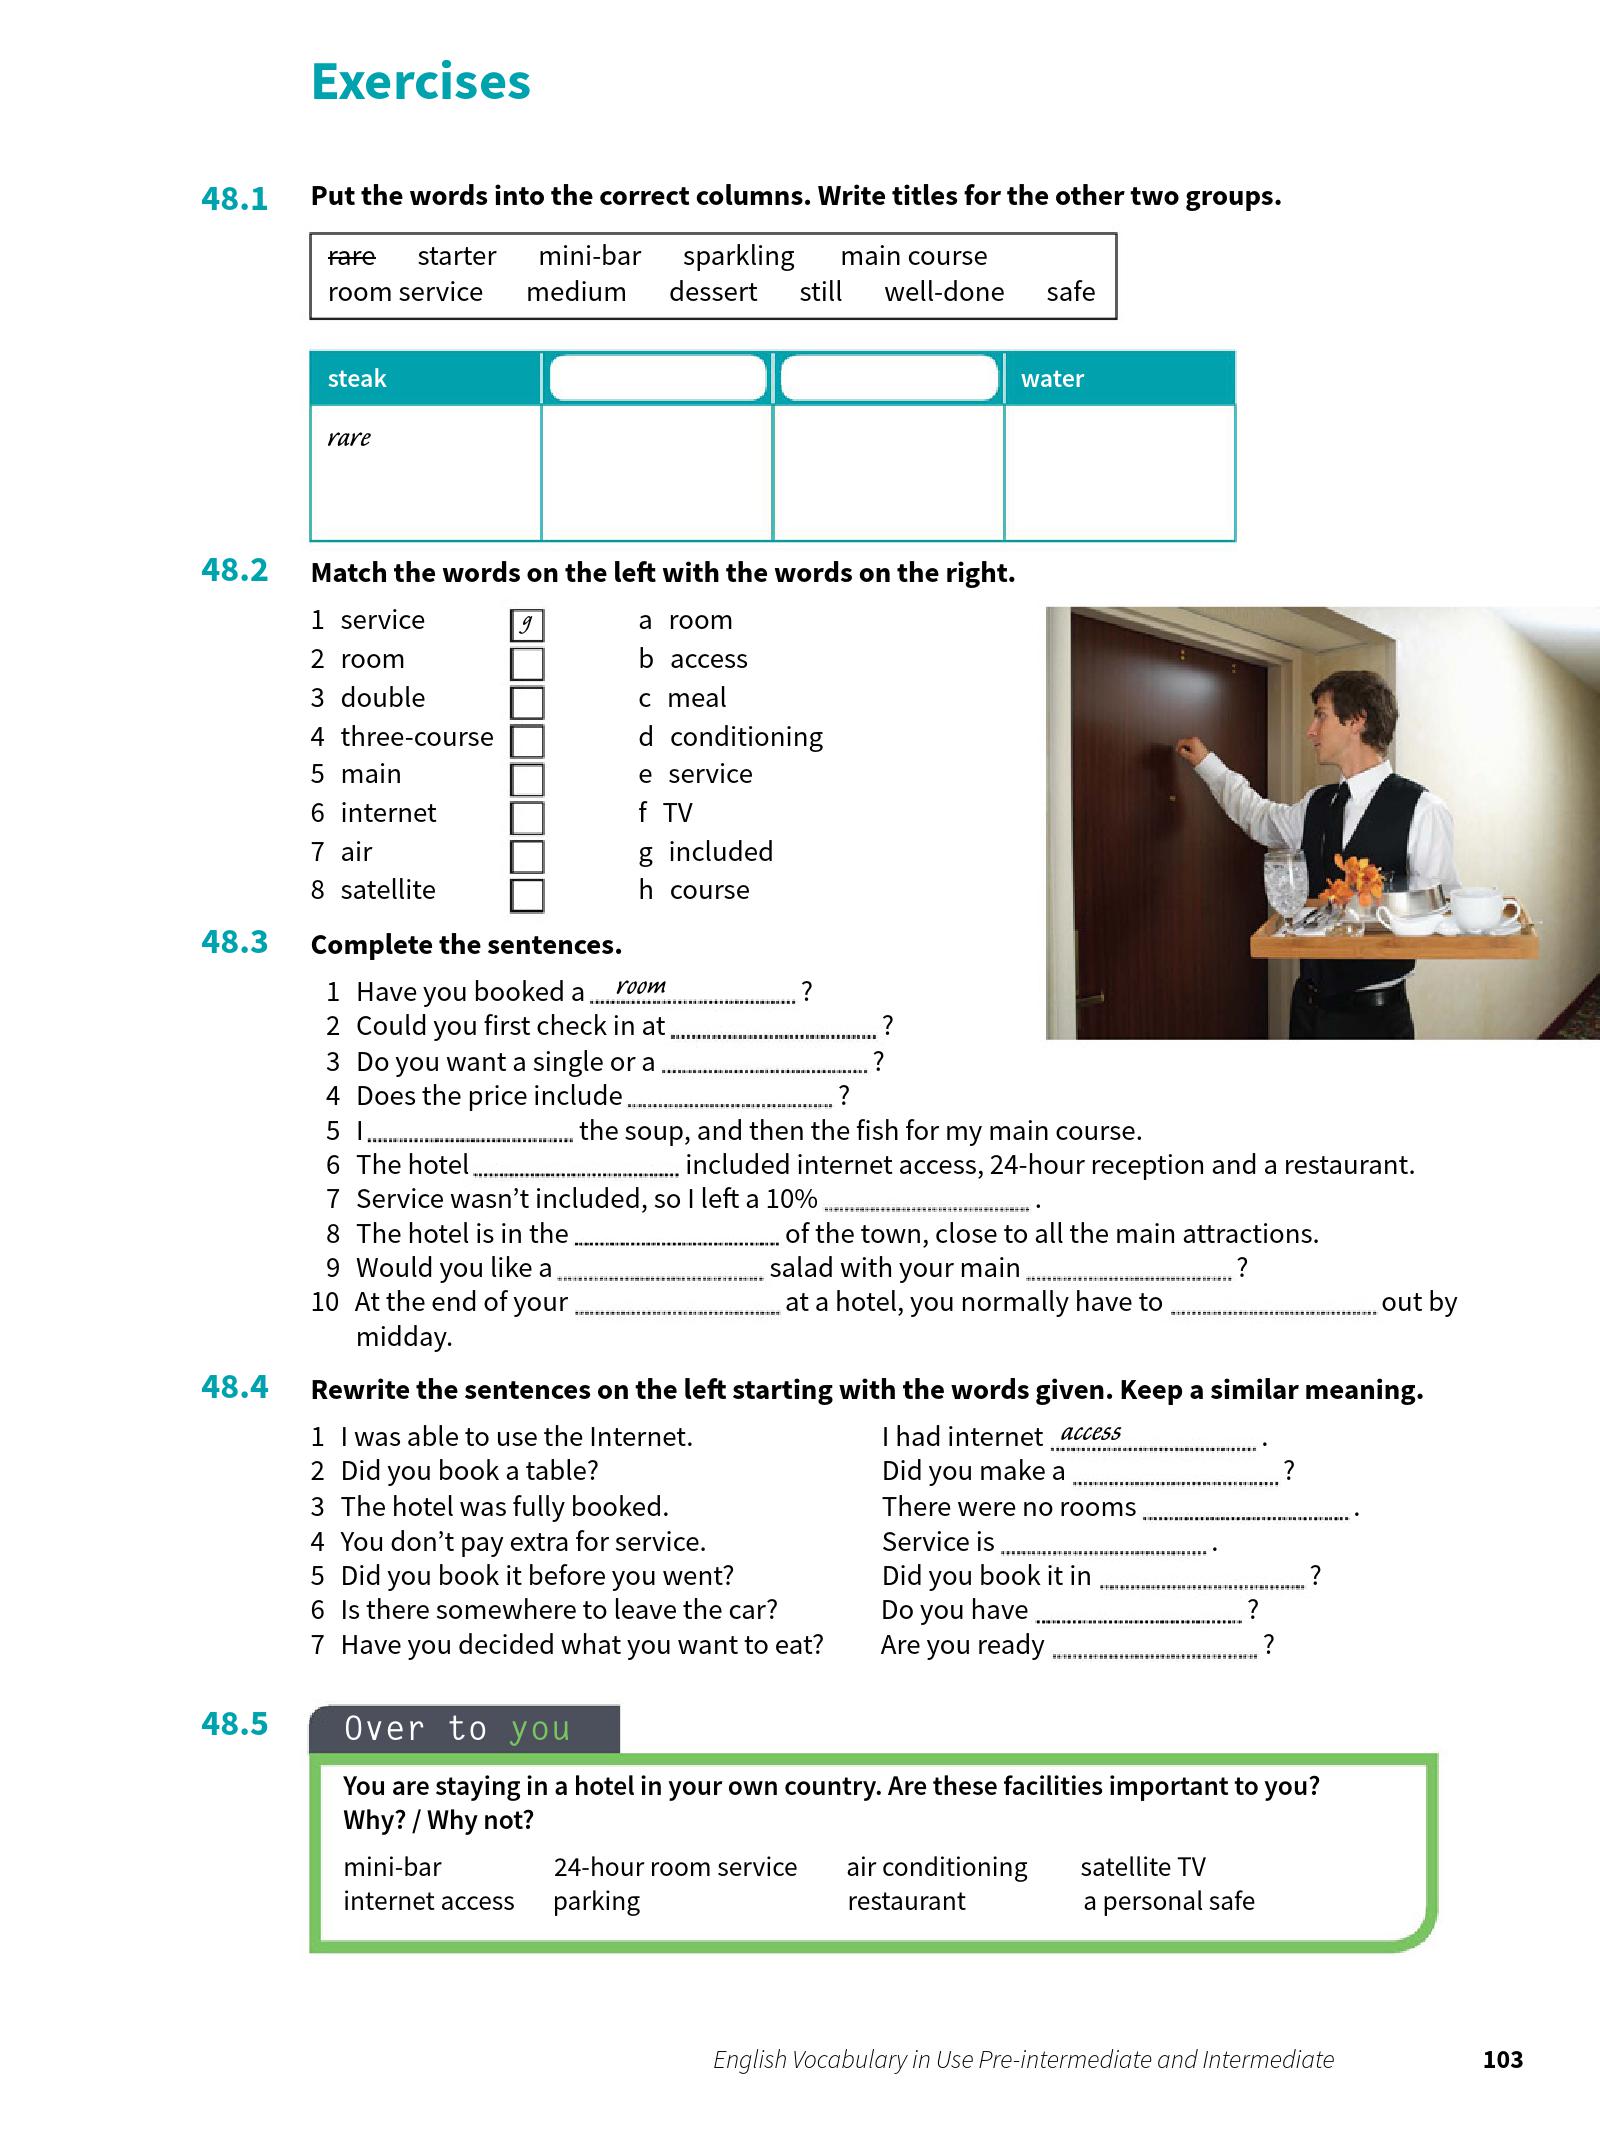 Exercises
48.1 Put the words into the correct columns. Write titles for the other two groups.
rare starter mini-bar sparkling main course
room service medium dessert still well-done safe
steak water
rare
48.2 Match the words on the left with the words on the right.
1 service g a room
2 room b access
3 double c meal
4 three-course d conditioning
5 main e service
6 internet f TV
7 air g included
8 satellite h course
48.3 Complete the sentences.
1 Have you booked a room ?
2 Could you first check in at ?
3 Do you want a single or a ?
4 Does the price include ?
5 I the soup, and then the fish for my main course.
6 The hotel included internet access, 24-hour reception and a restaurant.
7 Service wasn’t included, so I left a 10% .
8 The hotel is in the of the town, close to all the main attractions.
9 Would you like a salad with your main ?
10 At the end of your at a hotel, you normally have to out by
midday.
48.4 Rewrite the sentences on the left starting with the words given. Keep a similar meaning.
1 I was able to use the Internet. I had internet access .
2 Did you book a table? Did you make a ?
3 The hotel was fully booked. There were no rooms .
4 You don’t pay extra for service. Service is .
5 Did you book it before you went? Did you book it in ?
6 Is there somewhere to leave the car? Do you have ?
7 Have you decided what you want to eat? Are you ready ?
48.5 Over to you
You are staying in a hotel in your own country. Are these facilities important to you?
Why? / Why not?
mini-bar 24-hour room service air conditioning satellite TV
internet access parking restaurant a personal safe
English Vocabulary in Use Pre-intermediate and Intermediate 103